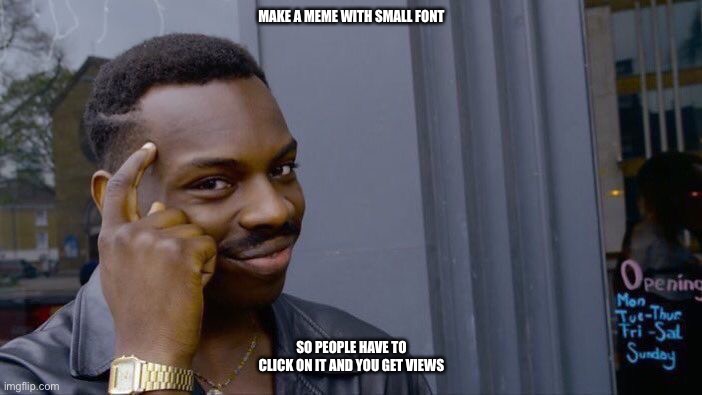 MAKE A MEME WITH SMALL FONT
Opening
Mon
Tue-Thur
Fri-Sat
Sunday
SO PEOPLE HAVE TO
CLICK ON IT AND YOU GET VIEWS
imgflip.com